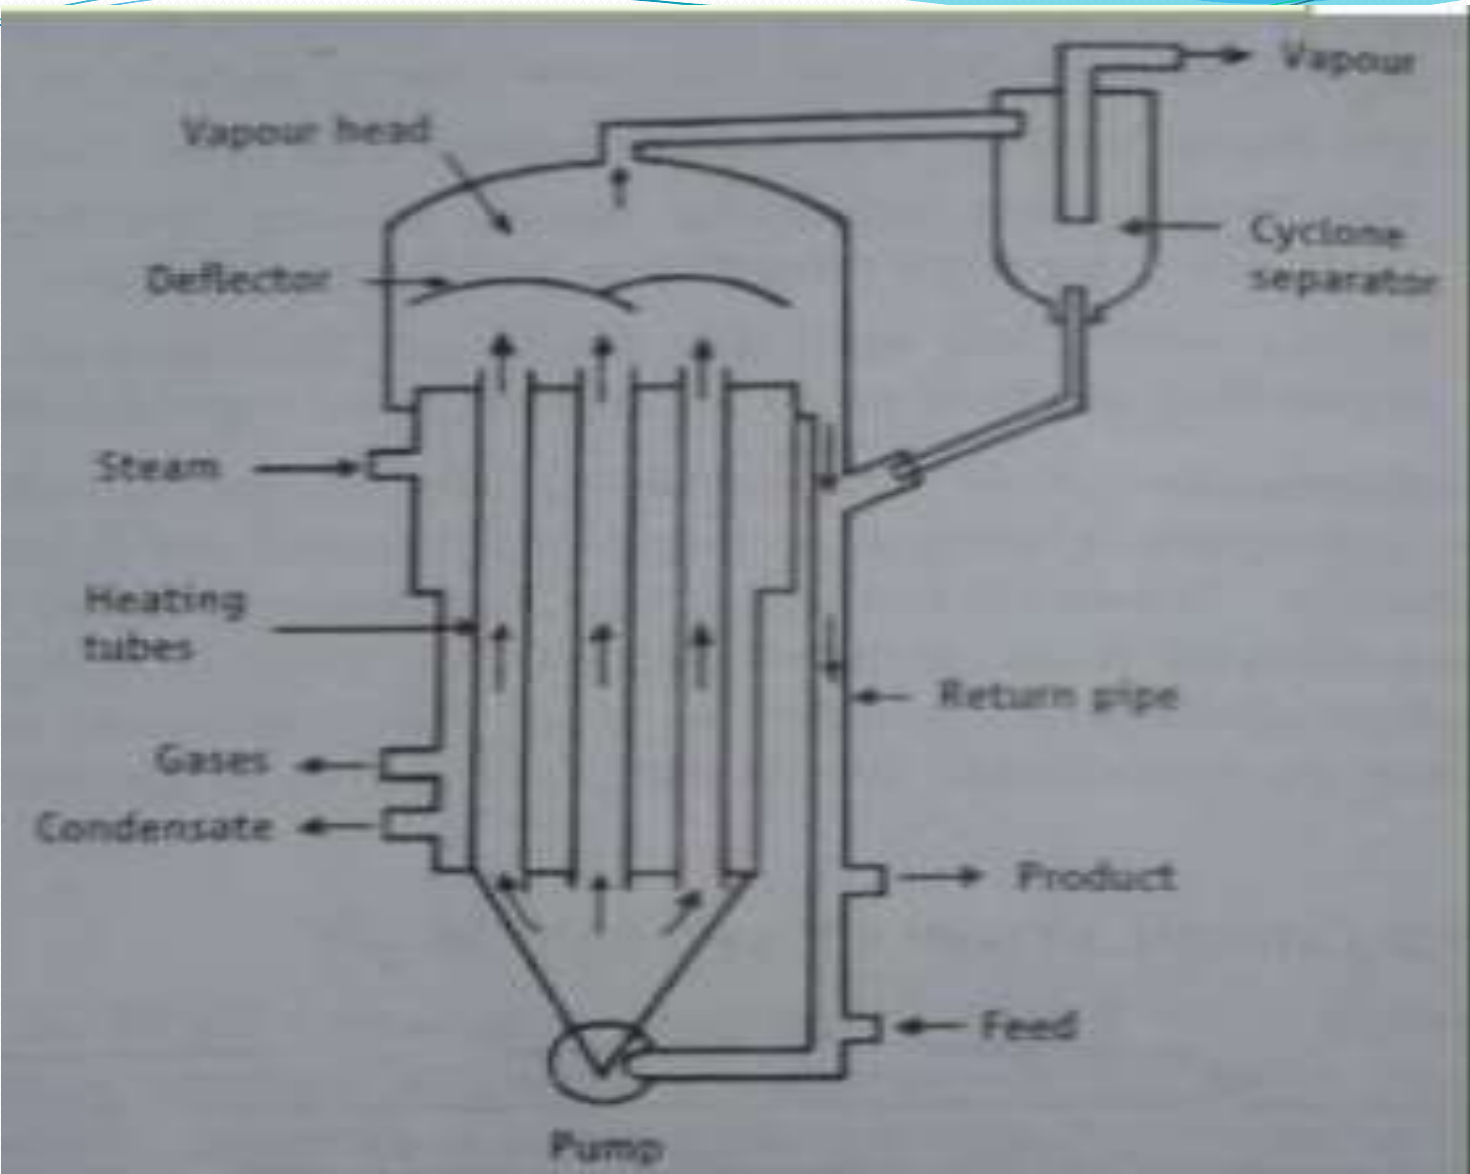 Vapour
Vapour head
Cyclone
separator
Deflector
Steam
Heating
tubes
Return pipe
Gases
Condensate
Product
Feed
Pump